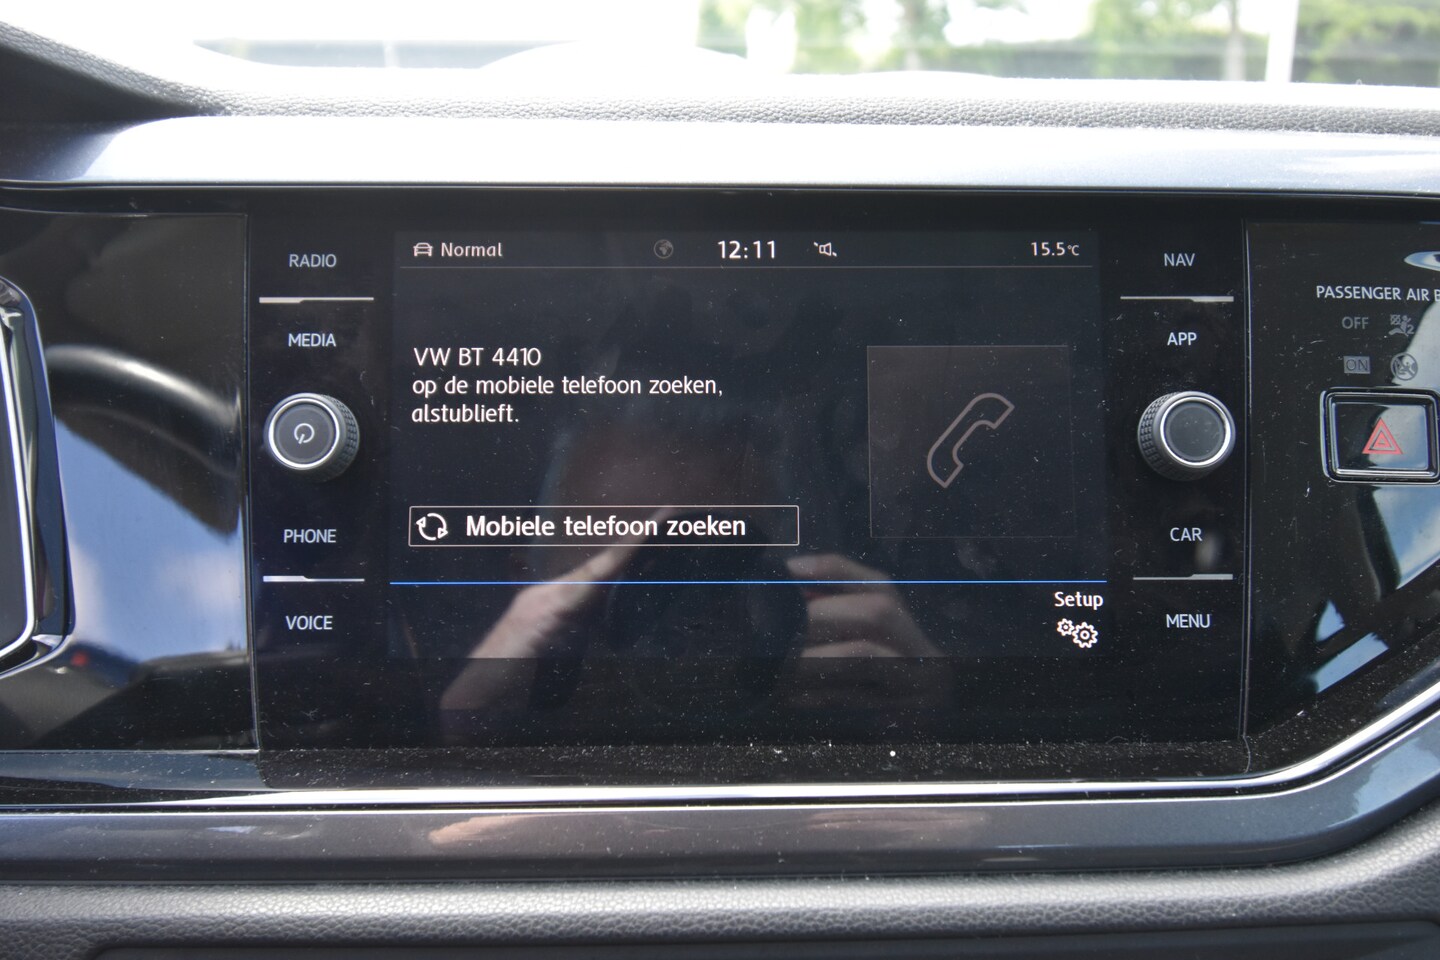 Normal 12:11 15.5°C
RADIO
MEDIA
PHONE
VOICE
VW BT 4410
op de mobiele telefoon zoeken,
alstublieft.
Mobiele telefoon zoeken
Setup
NAV
APP
CAR
MENU
PASSENGER AIR
OFF
ON